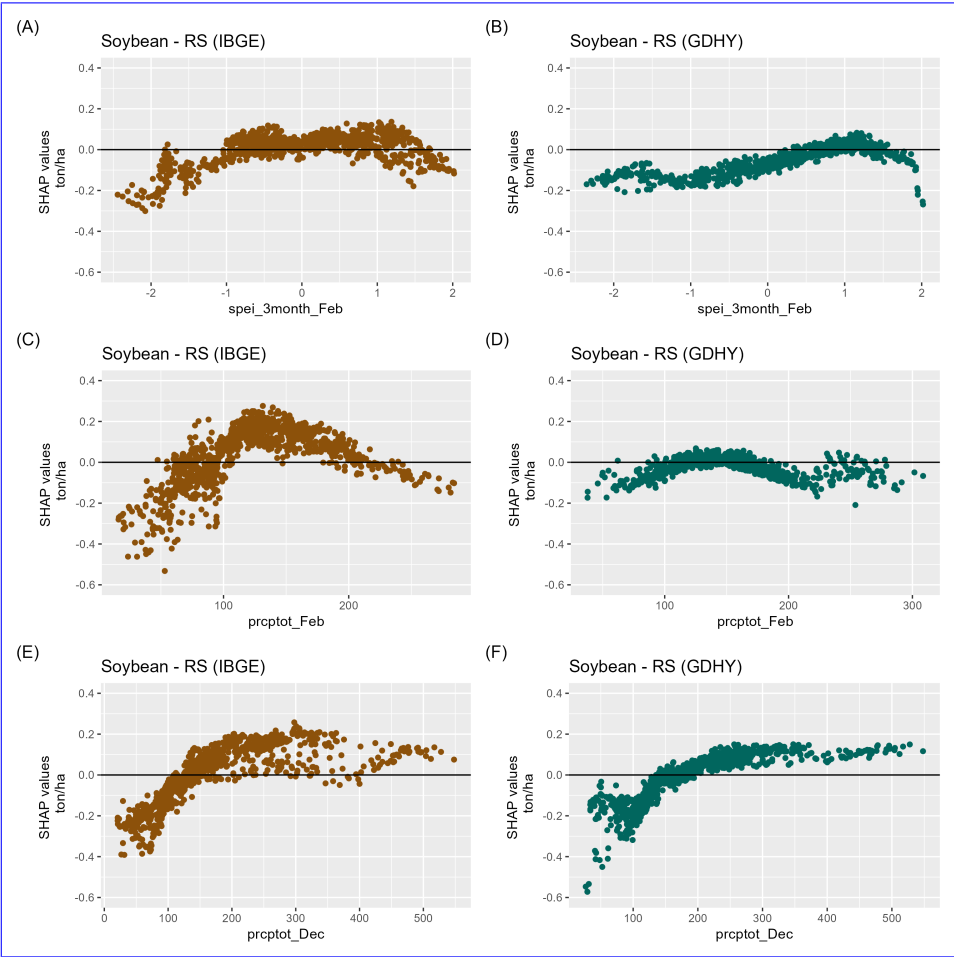 (A)
Soybean - RS (IBGE)
0.4
0.2
0.0
-0.2
-0.4
-0.6
SHAP values
ton/ha
-2 -1 0 1 2
spei_3month_Feb
(B)
Soybean - RS (GDHY)
0.4
0.2
0.0
-0.2
-0.4
-0.6
SHAP values
ton/ha
-2 -1 0 1 2
spei_3month_Feb
(C)
Soybean - RS (IBGE)
0.4
0.2
0.0
-0.2
-0.4
-0.6
SHAP values
ton/ha
100 200
prcptot_Feb
(D)
Soybean - RS (GDHY)
0.4
0.2
0.0
-0.2
-0.4
-0.6
SHAP values
ton/ha
100 200 300
prcptot_Feb
(E)
Soybean - RS (IBGE)
0.4
0.2
0.0
-0.2
-0.4
-0.6
SHAP values
ton/ha
0 100 200 300 400 500
prcptot_Dec
(F)
Soybean - RS (GDHY)
0.4
0.2
0.0
-0.2
-0.4
-0.6
SHAP values
ton/ha
100 200 300 400 500
prcptot_Dec